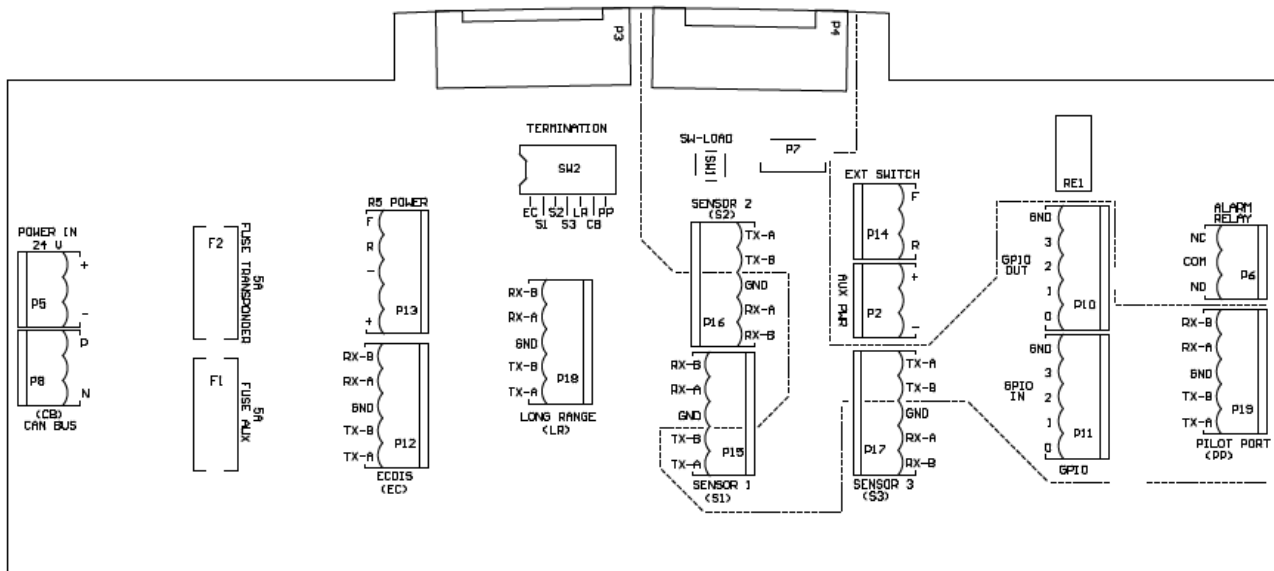 P3
P4
TERMINATION
SW2
EC
S1
S2
S3
LR
CB
PP
SW-LOAD
SW1
P7
RE1
POWER IN
24 V
+
P5
-
P
P8
N
(CB)
CAN BUS
F2
FUSE TRANSPONDER
5A
F1
FUSE AUX
5A
R5 POWER
F
R
-
P13
+
RX-B
RX-A
GND
TX-B
P12
TX-A
ECDIS
(EC)
RX-B
RX-A
GND
TX-B
P18
TX-A
LONG RANGE
(LR)
SENSOR 2
(S2)
TX-A
TX-B
GND
RX-A
P16
RX-B
RX-B
RX-A
GND
TX-B
P15
TX-A
SENSOR 1
(S1)
EXT SWITCH
F
P14
R
AUX PWR
+
P2
-
TX-A
TX-B
GND
RX-A
P17
RX-B
SENSOR 3
(S3)
GPIO
OUT
GND
3
2
1
P10
0
GPIO
IN
GND
3
2
1
P11
0
GPIO
ALARM
RELAY
NC
COM
P6
NO
RX-B
RX-A
GND
TX-B
P19
TX-A
PILOT PORT
(PP)